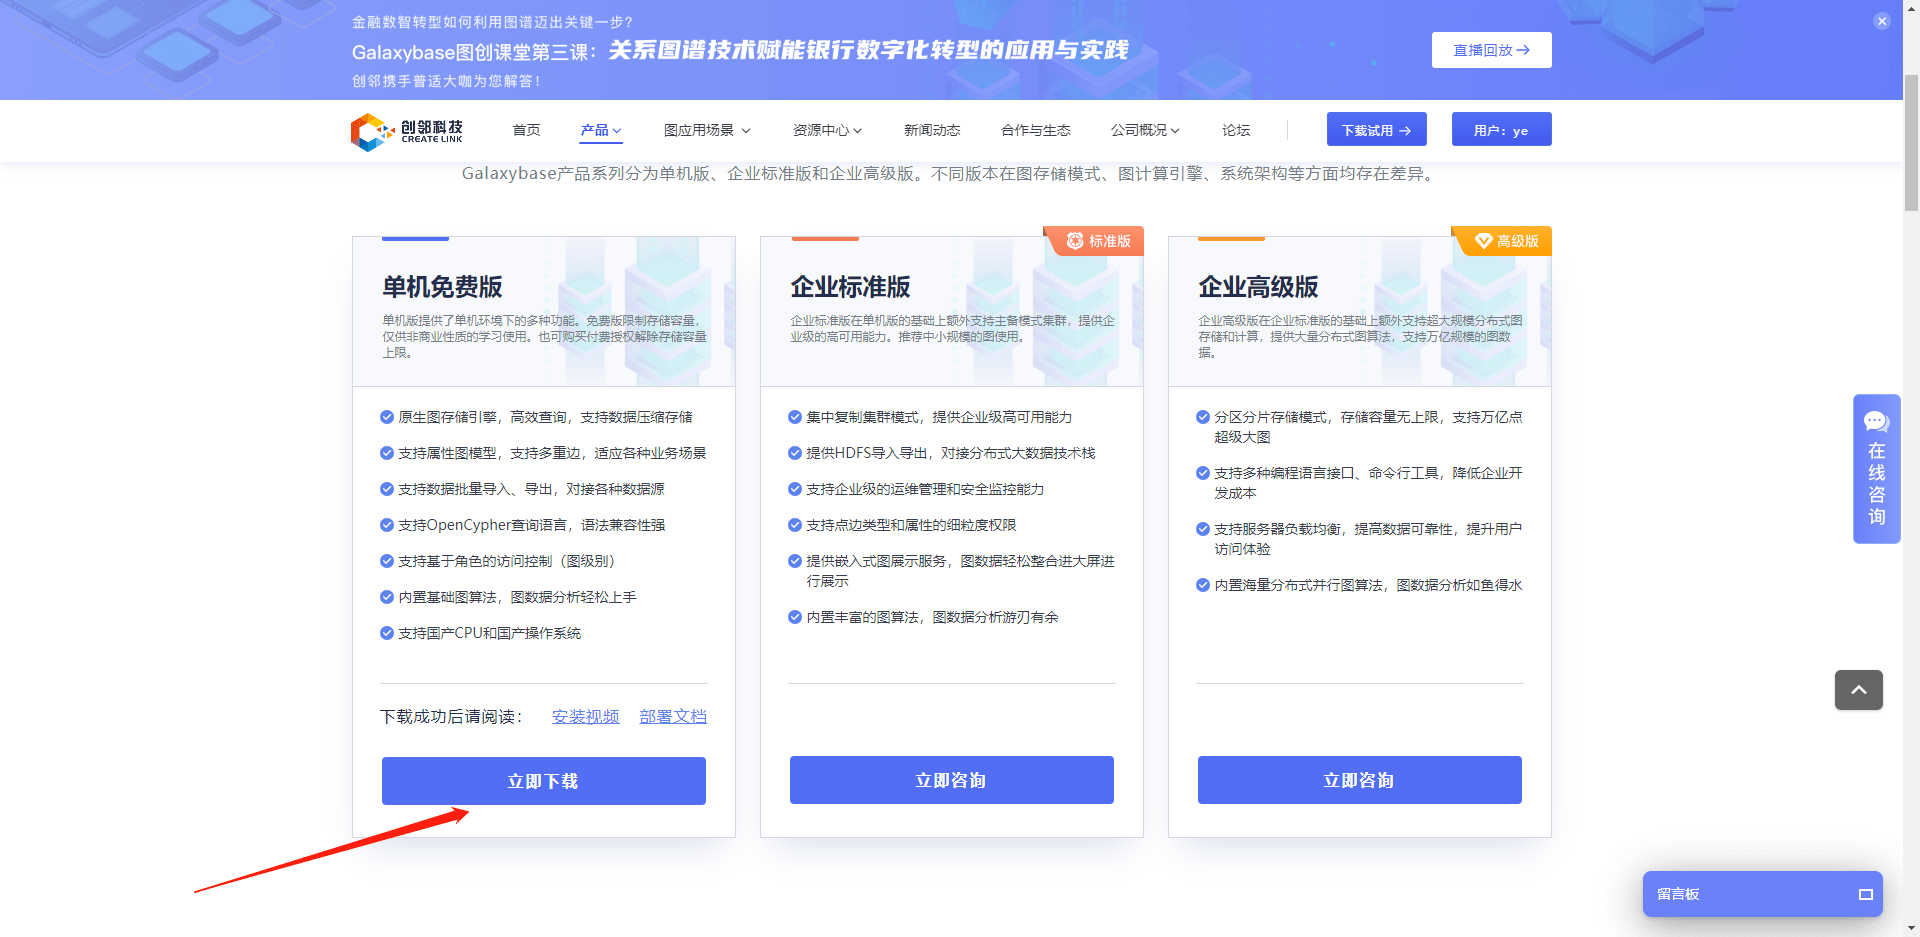 金融数智转型如何利用图谱迈出关键一步?
Galaxybase图创课堂第三课：关系图谱技术赋能银行数字化转型的应用与实践
创邻携手普适大咖为您解答!
直播回放→
创邻科技
CREATE LINK
首页
产品
图应用场景
资源中心
新闻动态
合作与生态
公司概况
论坛
下载试用 →
用户：ye
Galaxybase产品系列分为单机版、企业标准版和企业高级版。不同版本在图存储模式、图计算引擎、系统架构等方面均存在差异。
单机免费版
单机版提供了单机环境下的多种功能。免费版限制存储容量，
仅供非商业性质的学习使用。也可购买付费授权解除存储容量
上限。
原生图存储引擎，高效查询，支持数据压缩存储
支持属性图模型，支持多重边，适应各种业务场景
支持数据批量导入、导出，对接各种数据源
支持OpenCypher查询语言，语法兼容性强
支持基于角色的访问控制（图级别）
内置基础图算法，图数据分析轻松上手
支持国产CPU和国产操作系统
下载成功后请阅读：
安装视频
部署文档
立即下载
标准版
企业标准版
企业标准版在单机版的基础上额外支持主备模式集群，提供企
业级的高可用能力。推荐中小规模的图使用。
集中复制集群模式，提供企业级高可用能力
提供HDFS导入导出，对接分布式大数据技术栈
支持企业级的运维管理和安全监控能力
支持点边类型和属性的细粒度权限
提供嵌入式图展示服务，图数据轻松整合进大屏进
行展示
内置丰富的图算法，图数据分析游刃有余
立即咨询
高级版
企业高级版
企业高级版在企业标准版的基础上额外支持超大规模分布式图
存储和计算，提供大量分布式图算法，支持万亿规模的图数
据。
分区分片存储模式，存储容量无上限，支持万亿点
超级大图
支持多种编程语言接口、命令行工具，降低企业开
发成本
支持服务器负载均衡，提高数据可靠性，提升用户
访问体验
内置海量分布式并行图算法，图数据分析如鱼得水
立即咨询
在线咨询
留言板